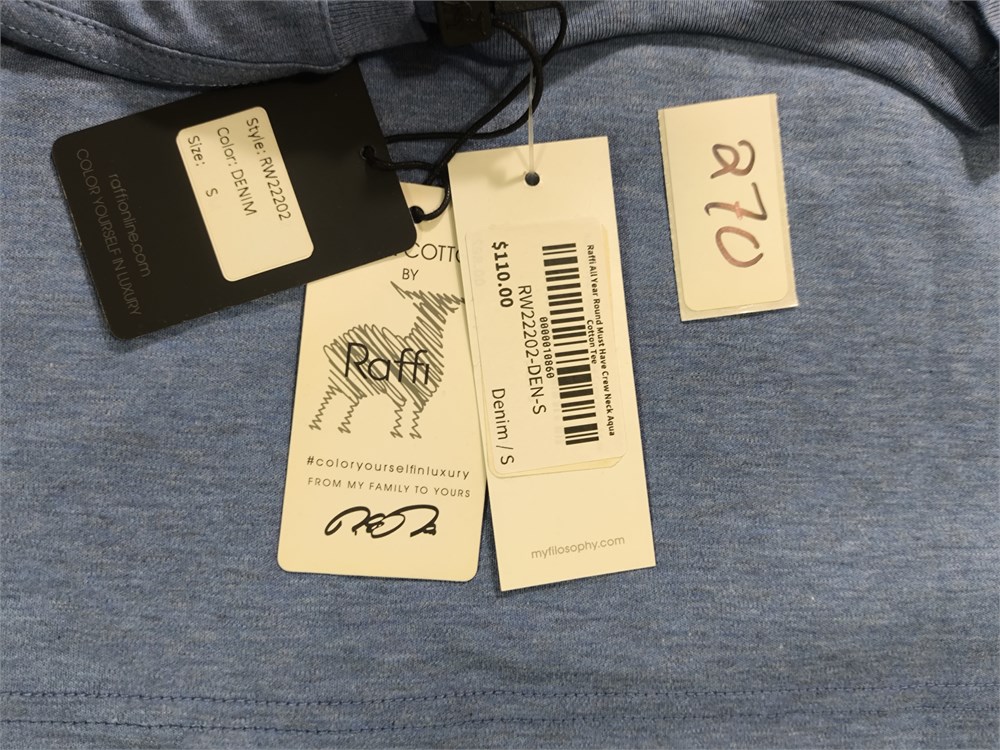 Style: RW22202
Color: DENIM
Size: S
raffionline.com
COLOR YOURSELF IN LUXURY
BY
Raffi
#coloryourselfinluxury
FROM MY FAMILY TO YOURS
Raffi All Year Round Must Have Crew Neck Aqua
Cotton Tee
0000010860
RW22202-DEN-S
$110.00
Denim / S
myfilosophy.com
270